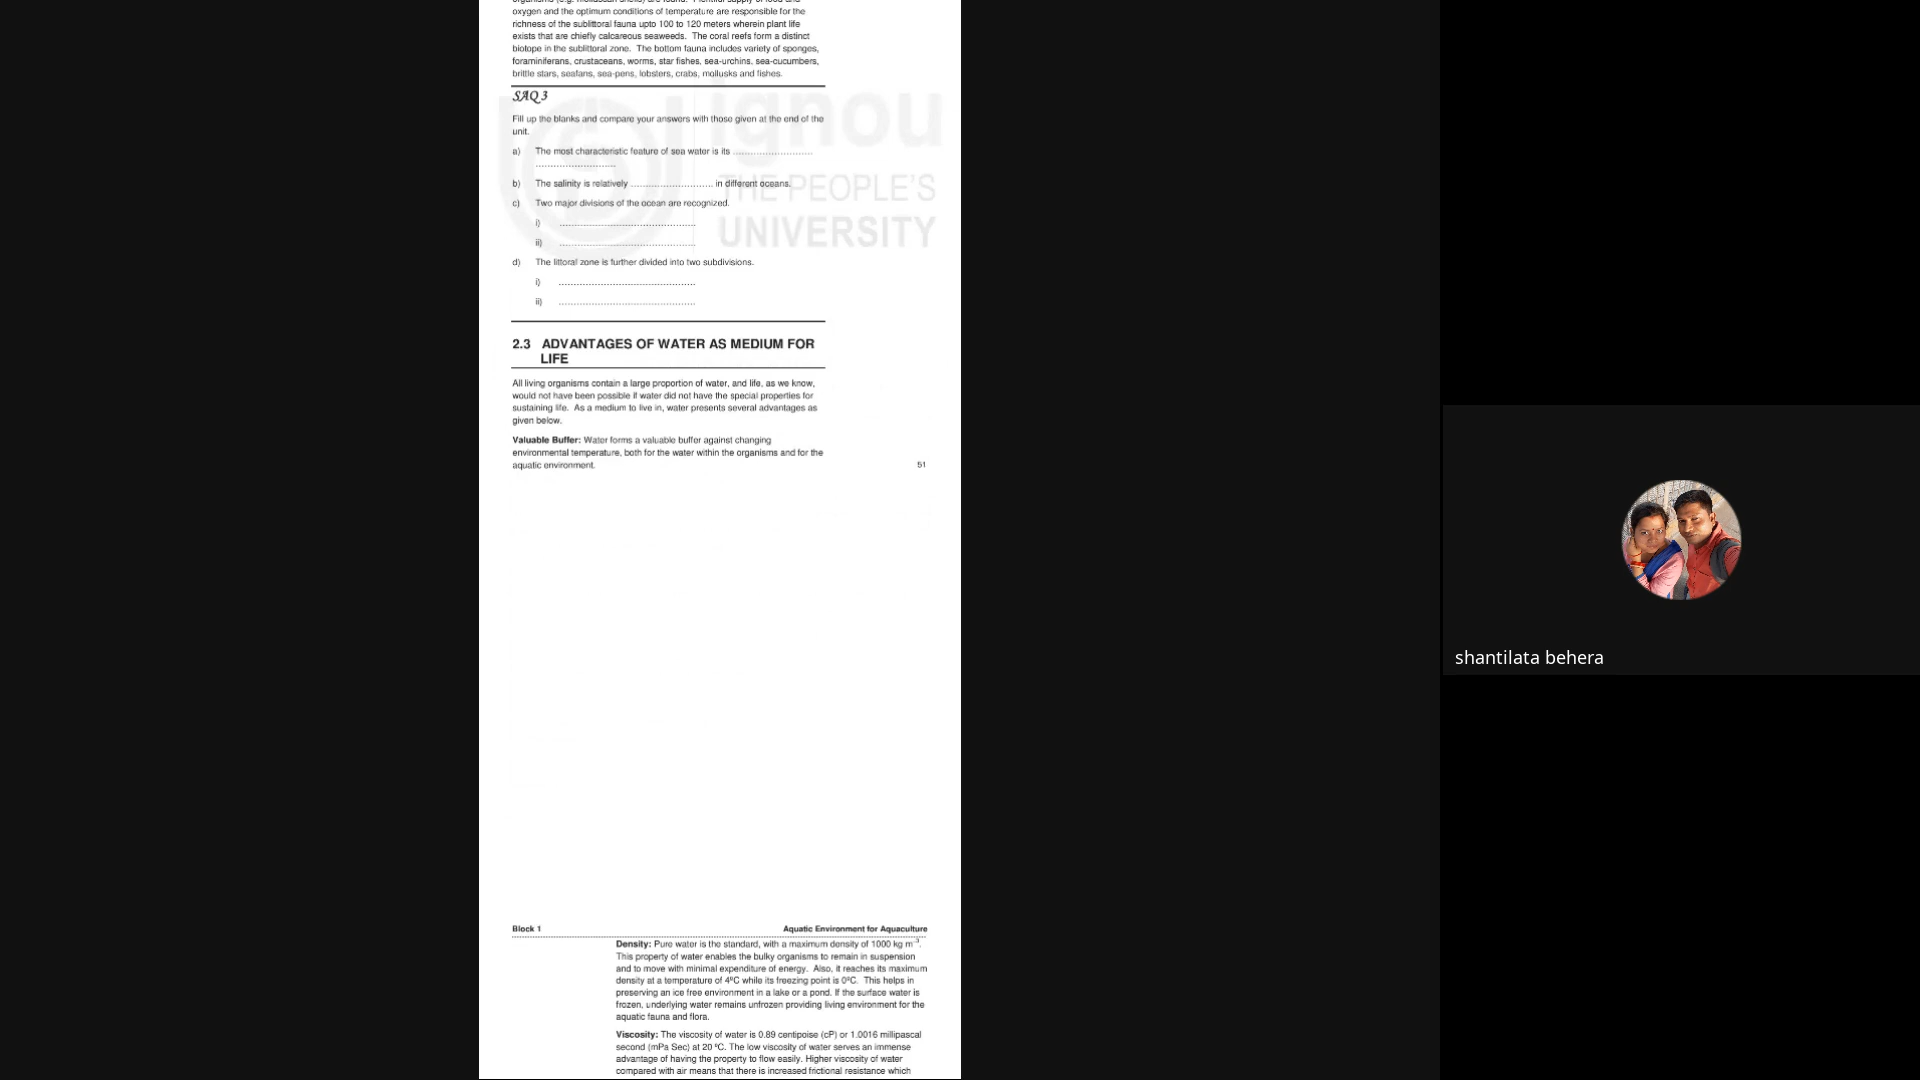 oxygen and the optimum conditions of temperature are responsible for the
richness of the sublittoral fauna upto 100 to 120 meters wherein plant life
exists that are chiefly calcareous seaweeds. The coral reefs form a distinct
biotope in the sublittoral zone. The bottom fauna includes variety of sponges,
foraminiferans, crustaceans, worms, star fishes, sea-urchins, sea-cucumbers,
brittle stars, seafans, sea-pens, lobsters, crabs, mollusks and fishes.
SAQ 3
ignou
THE PEOPLE'S
UNIVERSITY
Fill up the blanks and compare your answers with those given at the end of the
unit.
a) The most characteristic feature of sea water is its ...........................
...........................
b) The salinity is relatively ............................ in different oceans.
c) Two major divisions of the ocean are recognized.
i) ..............................................
ii) ..............................................
d) The littoral zone is further divided into two subdivisions.
i) ..............................................
ii) ..............................................
2.3 ADVANTAGES OF WATER AS MEDIUM FOR
LIFE
All living organisms contain a large proportion of water, and life, as we know,
would not have been possible if water did not have the special properties for
sustaining life. As a medium to live in, water presents several advantages as
given below.
Valuable Buffer: Water forms a valuable buffer against changing
environmental temperature, both for the water within the organisms and for the
aquatic environment.
51
Block 1 Aquatic Environment for Aquaculture
Density: Pure water is the standard, with a maximum density of 1000 kg m⁻³.
This property of water enables the bulky organisms to remain in suspension
and to move with minimal expenditure of energy. Also, it reaches its maximum
density at a temperature of 4ºC while its freezing point is 0ºC. This helps in
preserving an ice free environment in a lake or a pond. If the surface water is
frozen, underlying water remains unfrozen providing living environment for the
aquatic fauna and flora.
Viscosity: The viscosity of water is 0.89 centipoise (cP) or 1.0016 millipascal
second (mPa Sec) at 20 ºC. The low viscosity of water serves an immense
advantage of having the property to flow easily. Higher viscosity of water
compared with air means that there is increased frictional resistance which
shantilata behera